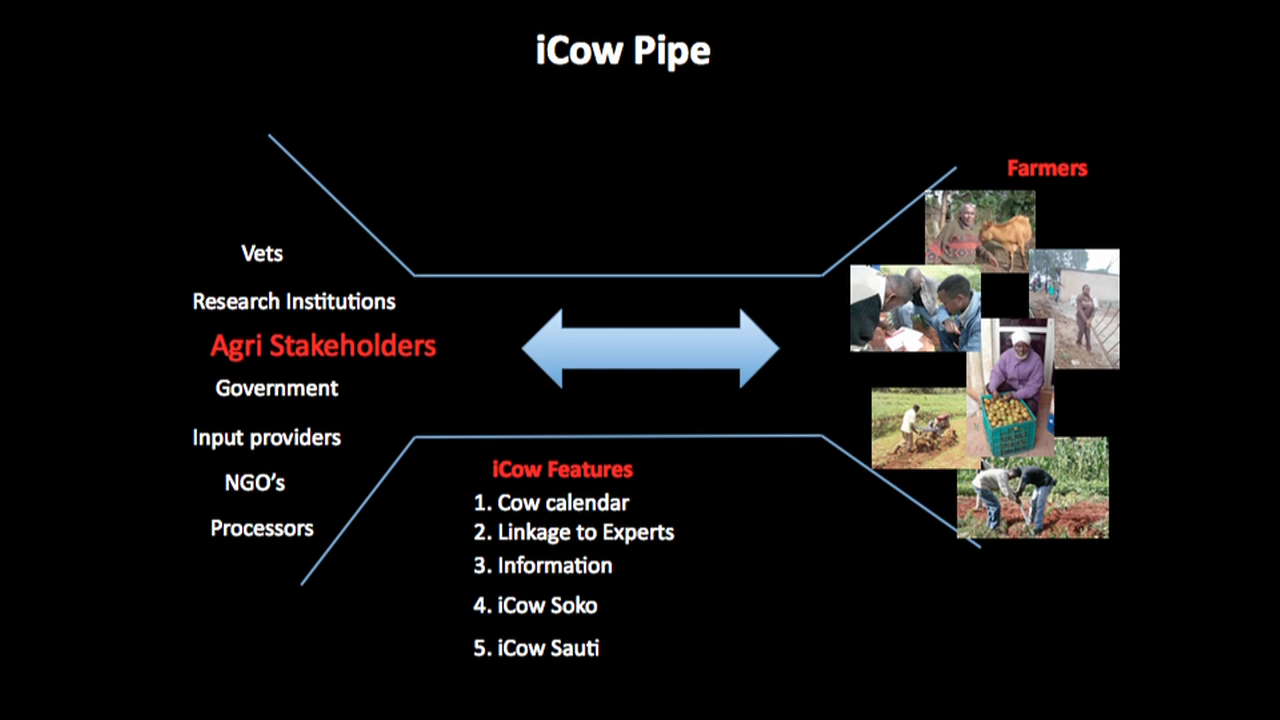 iCow Pipe
Farmers
Vets
Research Institutions
Agri Stakeholders
Government
Input providers
NGO's
Processors
iCow Features
1. Cow calendar
2. Linkage to Experts
3. Information
4. iCow Soko
5. iCow Sauti